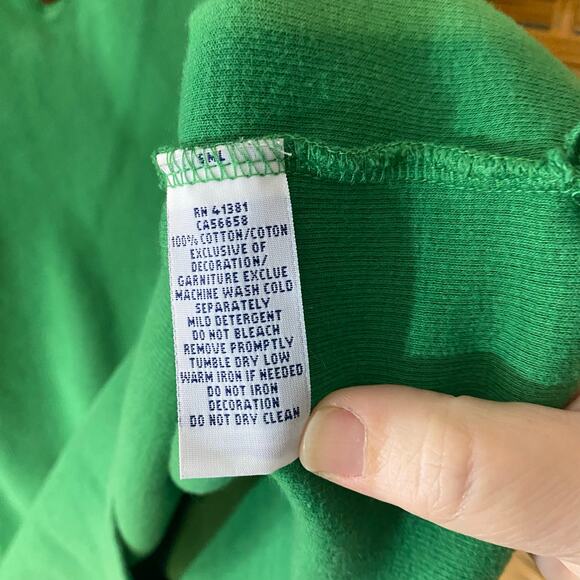 SML
RN 41381
CA56658
100% COTTON/COTON
EXCLUSIVE OF
DECORATION/
GARNITURE EXCLUE
MACHINE WASH COLD
SEPARATELY
MILD DETERGENT
DO NOT BLEACH
REMOVE PROMPTLY
TUMBLE DRY LOW
WARM IRON IF NEEDED
DO NOT IRON
DECORATION
DO NOT DRY CLEAN